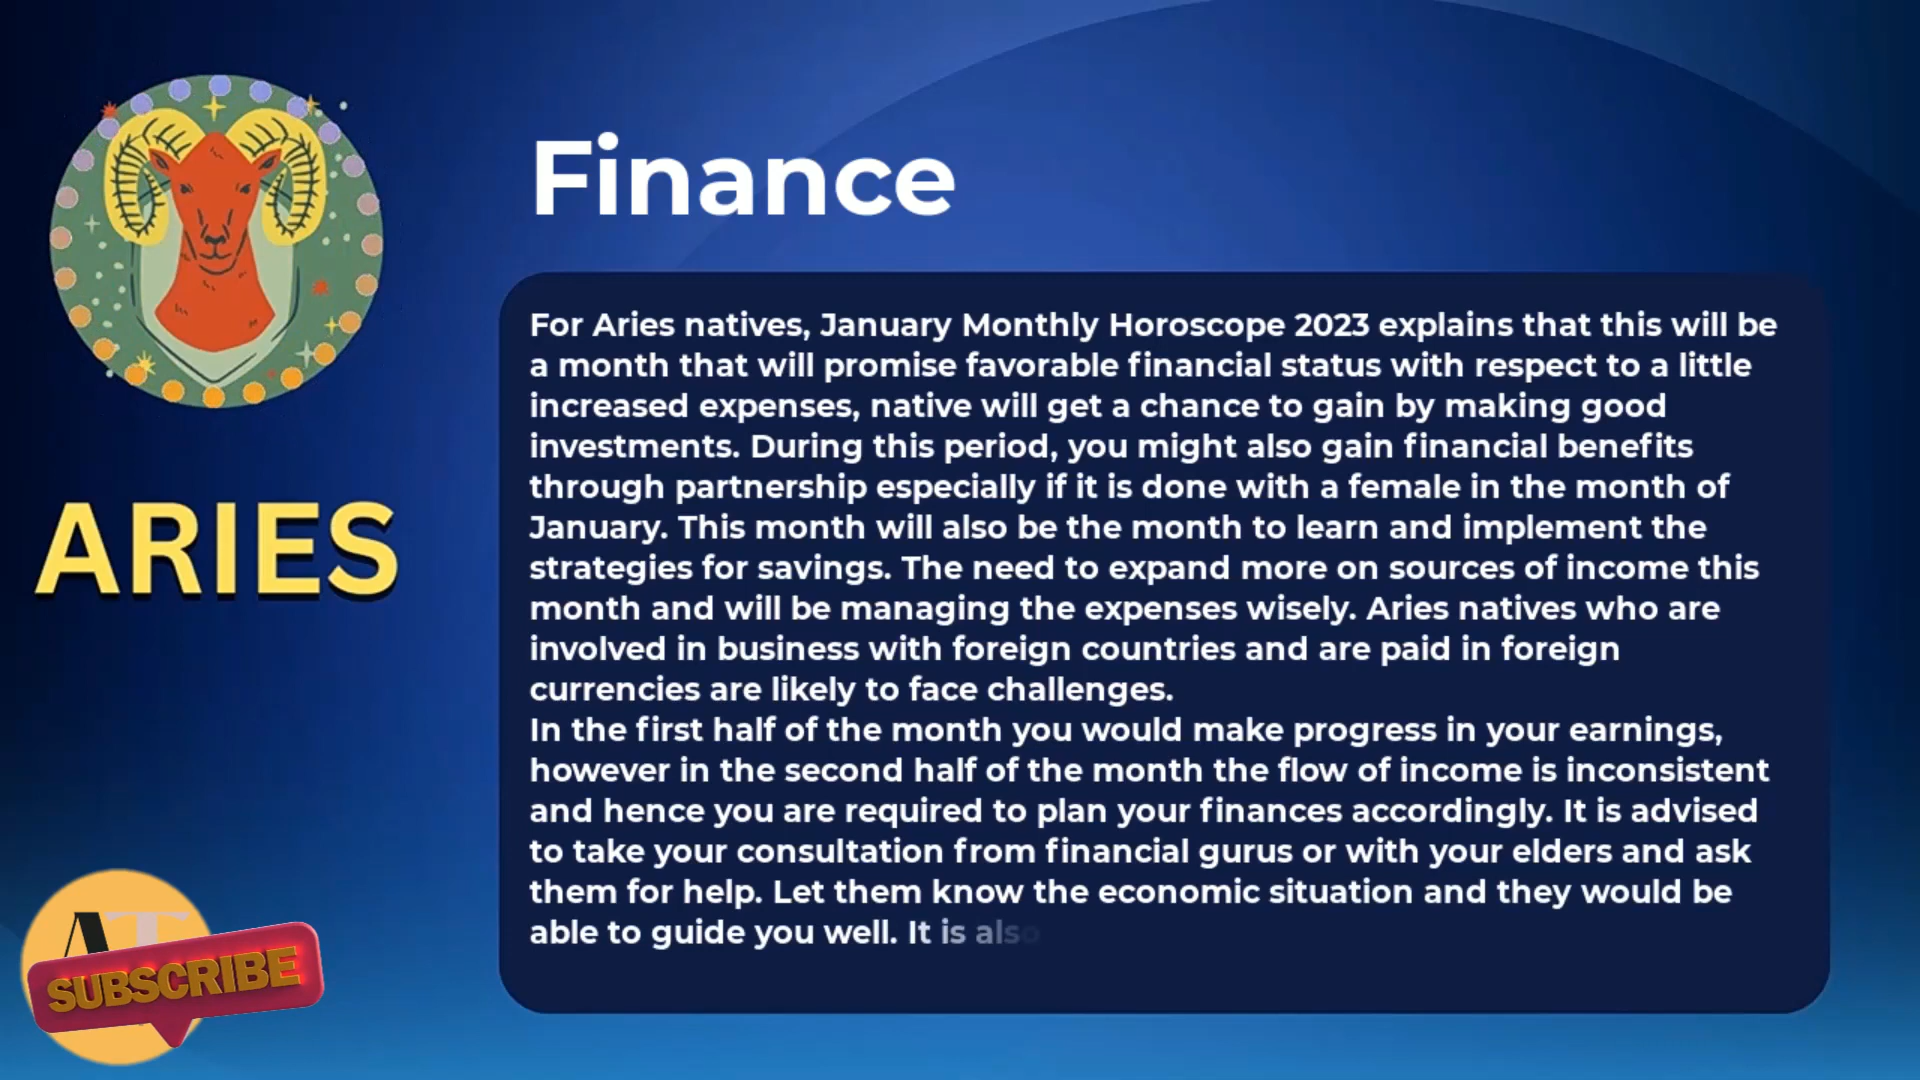 Finance
For Aries natives, January Monthly Horoscope 2023 explains that this will be
a month that will promise favorable financial status with respect to a little
increased expenses, native will get a chance to gain by making good
investments. During this period, you might also gain financial benefits
through partnership especially if it is done with a female in the month of
January. This month will also be the month to learn and implement the
strategies for savings. The need to expand more on sources of income this
month and will be managing the expenses wisely. Aries natives who are
involved in business with foreign countries and are paid in foreign
currencies are likely to face challenges.
In the first half of the month you would make progress in your earnings,
however in the second half of the month the flow of income is inconsistent
and hence you are required to plan your finances accordingly. It is advised
to take your consultation from financial gurus or with your elders and ask
them for help. Let them know the economic situation and they would be
able to guide you well. It is also
ARIES
AT
SUBSCRIBE